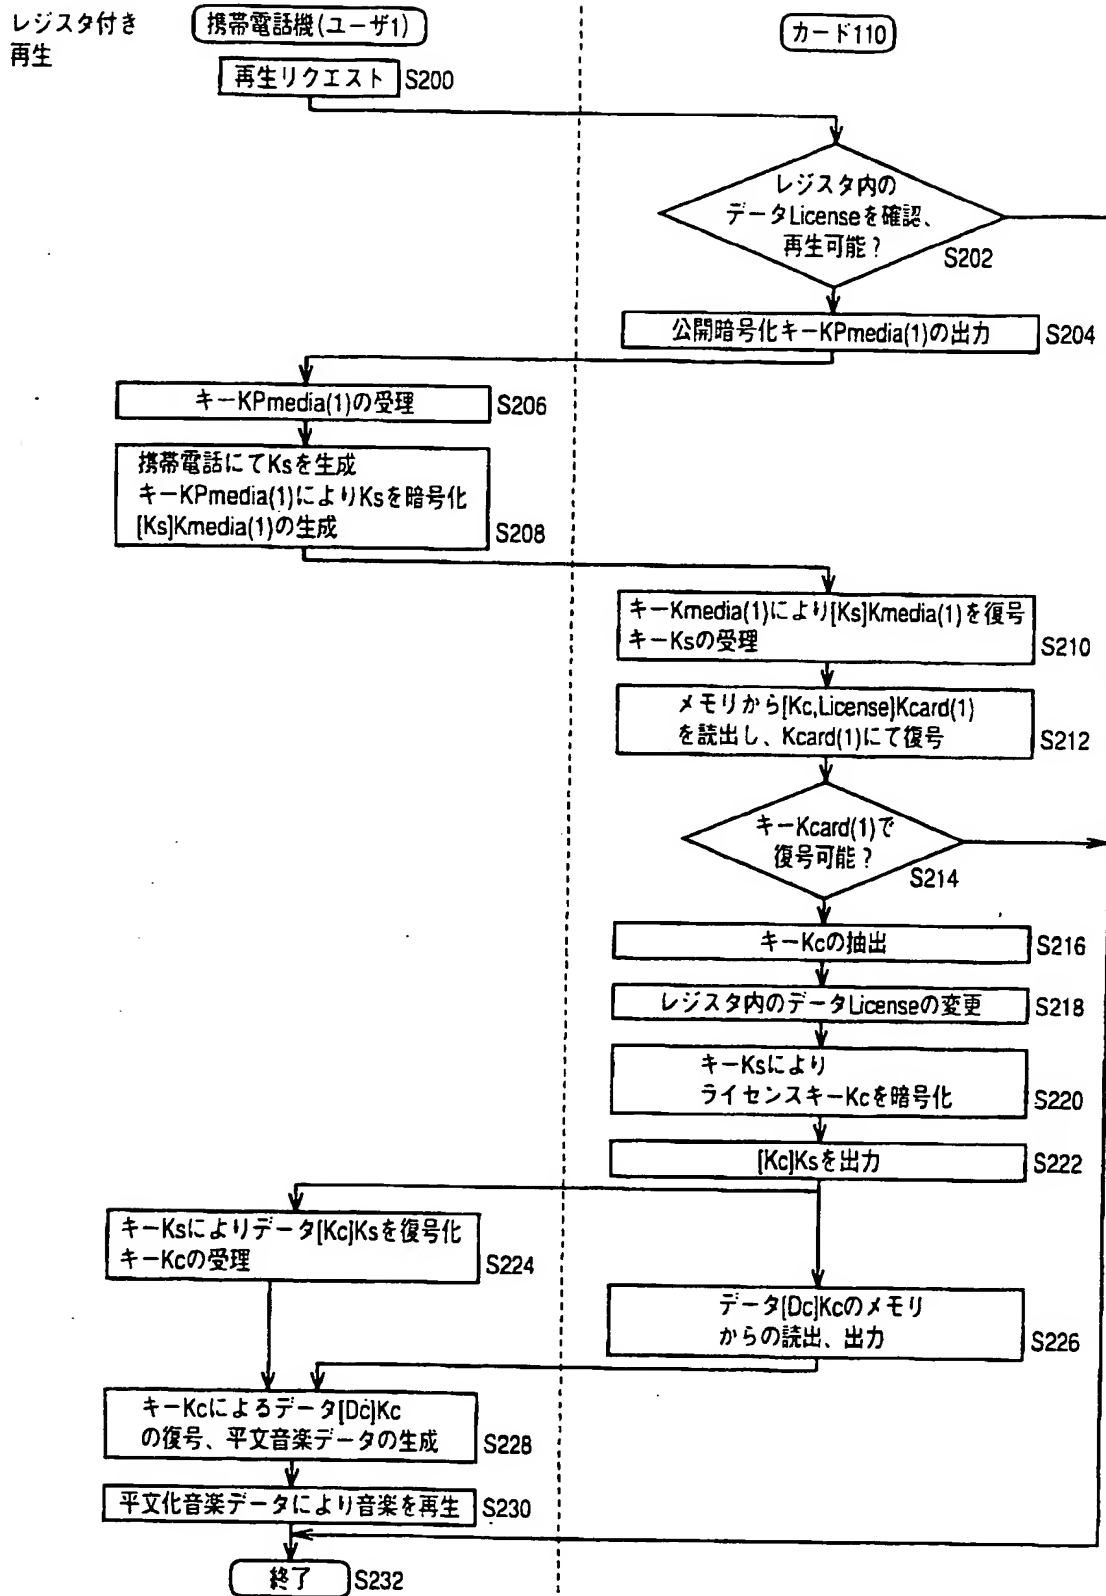 レジスタ付き
再生
携帯電話機(ユーザ1)
カード110
再生リクエスト
S200
レジスタ内の
データLicenseを確認、
再生可能?
S202
公開暗号化キーKPmedia(1)の出力
S204
キーKPmedia(1)の受理
S206
携帯電話にてKsを生成
キーKPmedia(1)によりKsを暗号化
[Ks]Kmedia(1)の生成
S208
キーKmedia(1)により[Ks]Kmedia(1)を復号
キーKsの受理
S210
メモリから[Kc,License]Kcard(1)
を読出し、Kcard(1)にて復号
S212
キーKcard(1)で
復号可能?
S214
キーKcの抽出
S216
レジスタ内のデータLicenseの変更
S218
キーKsにより
ライセンスキーKcを暗号化
S220
[Kc]Ksを出力
S222
キーKsによりデータ[Kc]Ksを復号化
キーKcの受理
S224
データ[Dc]Kcのメモリ
からの読出、出力
S226
キーKcによるデータ[Dc]Kc
の復号、平文音楽データの生成
S228
平文化音楽データにより音楽を再生
S230
終了
S232